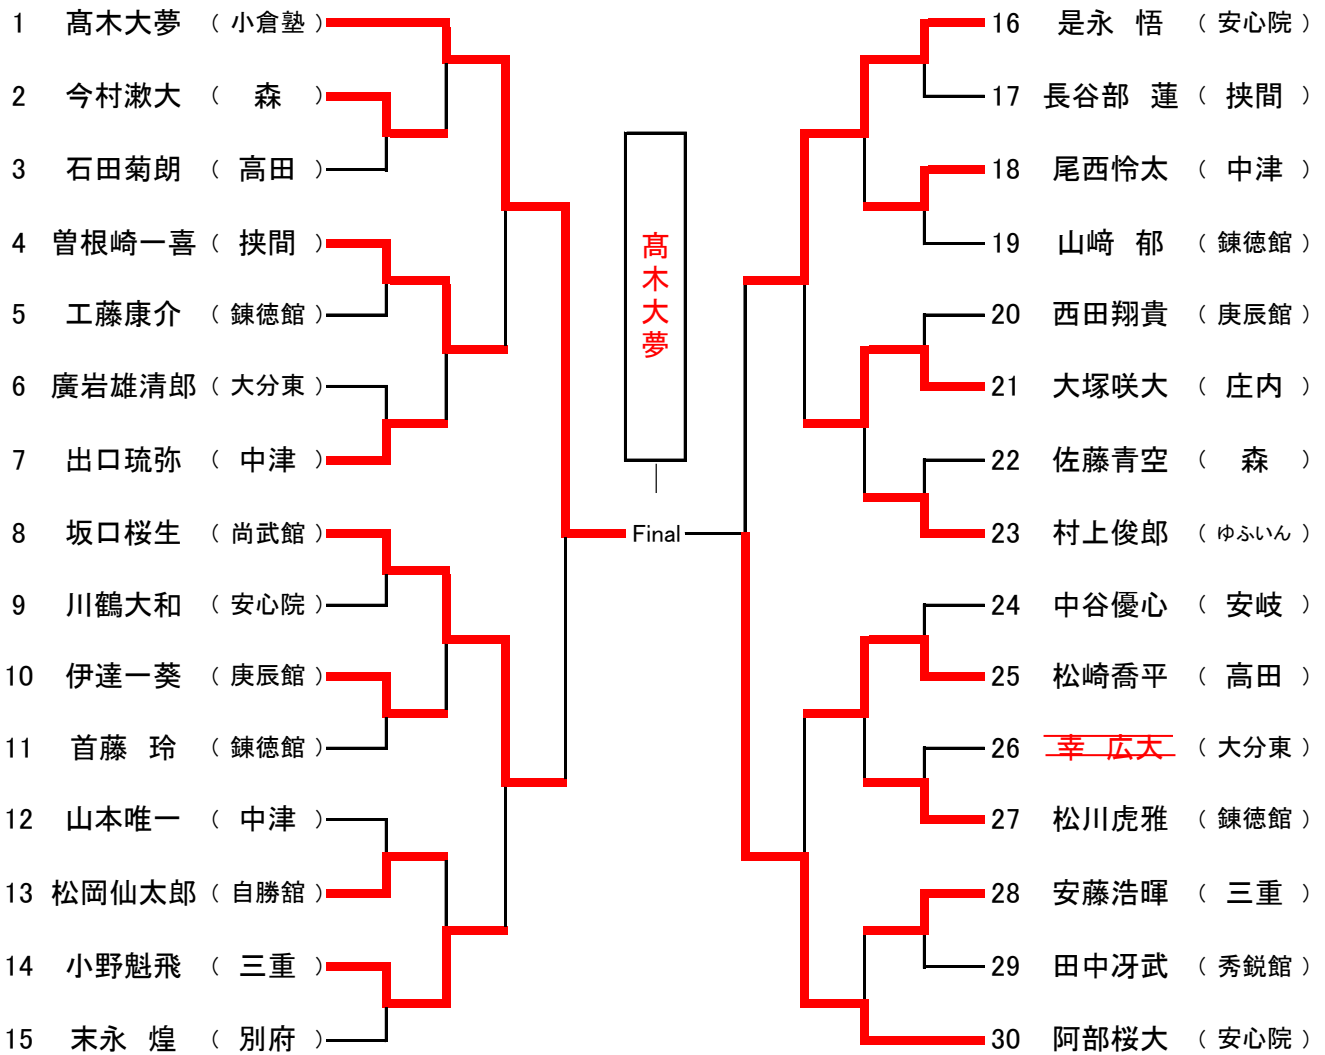 1 髙木大夢 （ 小倉塾 ）
2 今村漱大 （ 森 ）
3 石田菊朗 （ 高田 ）
4 曽根崎一喜 （ 挾間 ）
5 工藤康介 （ 錬徳館 ）
6 廣岩雄清郎 （ 大分東 ）
7 出口琉弥 （ 中津 ）
8 坂口桜生 （ 尚武館 ）
9 川鶴大和 （ 安心院 ）
10 伊達一葵 （ 庚辰館 ）
11 首藤 玲 （ 錬徳館 ）
12 山本唯一 （ 中津 ）
13 松岡仙太郎 （ 自勝舘 ）
14 小野魁飛 （ 三重 ）
15 末永 煌 （ 別府 ）
髙木大夢
Final
16 是永 悟 （ 安心院 ）
17 長谷部 蓮 （ 挟間 ）
18 尾西怜太 （ 中津 ）
19 山﨑 郁 （ 錬徳館 ）
20 西田翔貴 （ 庚辰館 ）
21 大塚咲大 （ 庄内 ）
22 佐藤青空 （ 森 ）
23 村上俊郎 （ ゆふいん ）
24 中谷優心 （ 安岐 ）
25 松崎喬平 （ 高田 ）
26 幸 広大 （ 大分東 ）
27 松川虎雅 （ 錬徳館 ）
28 安藤浩暉 （ 三重 ）
29 田中冴武 （ 秀鋭館 ）
30 阿部桜大 （ 安心院 ）